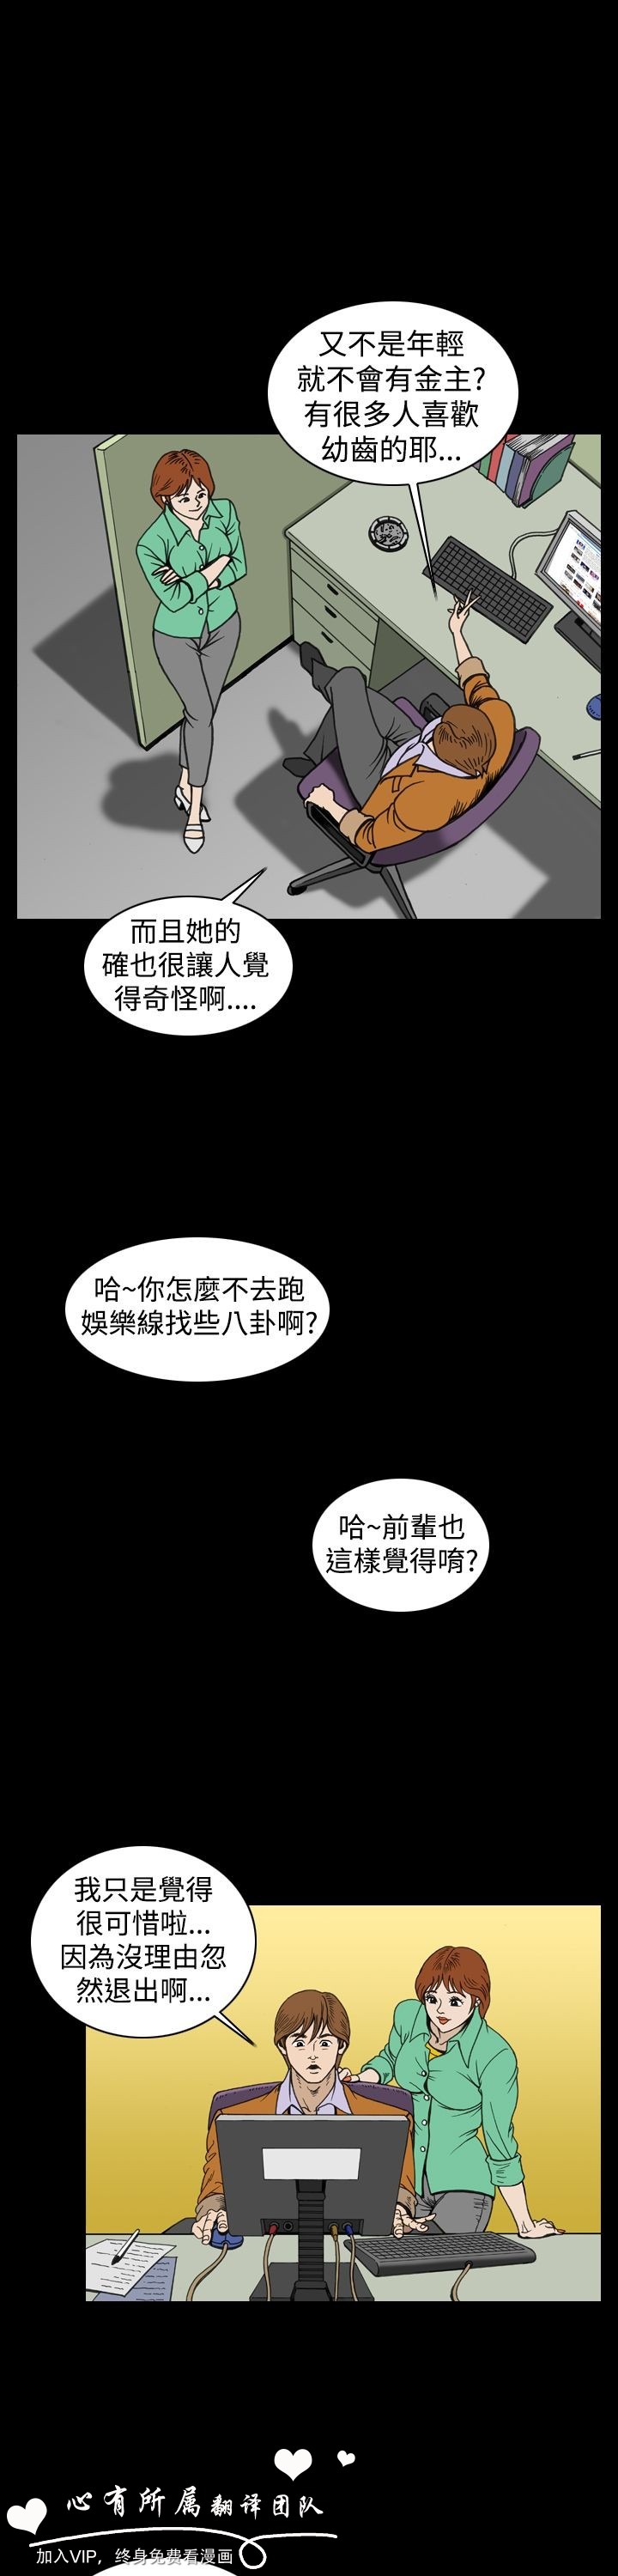 又不是年輕
就不會有金主?
有很多人喜歡
幼齒的耶...
而且她的
確也很讓人覺
得奇怪啊....
哈~你怎麼不去跑
娛樂線找些八卦啊?
哈~前輩也
這樣覺得唷?
我只是覺得
很可惜啦...
因為沒理由忽
然退出啊...
心有所属翻译团队
加入VIP，终身免费看漫画